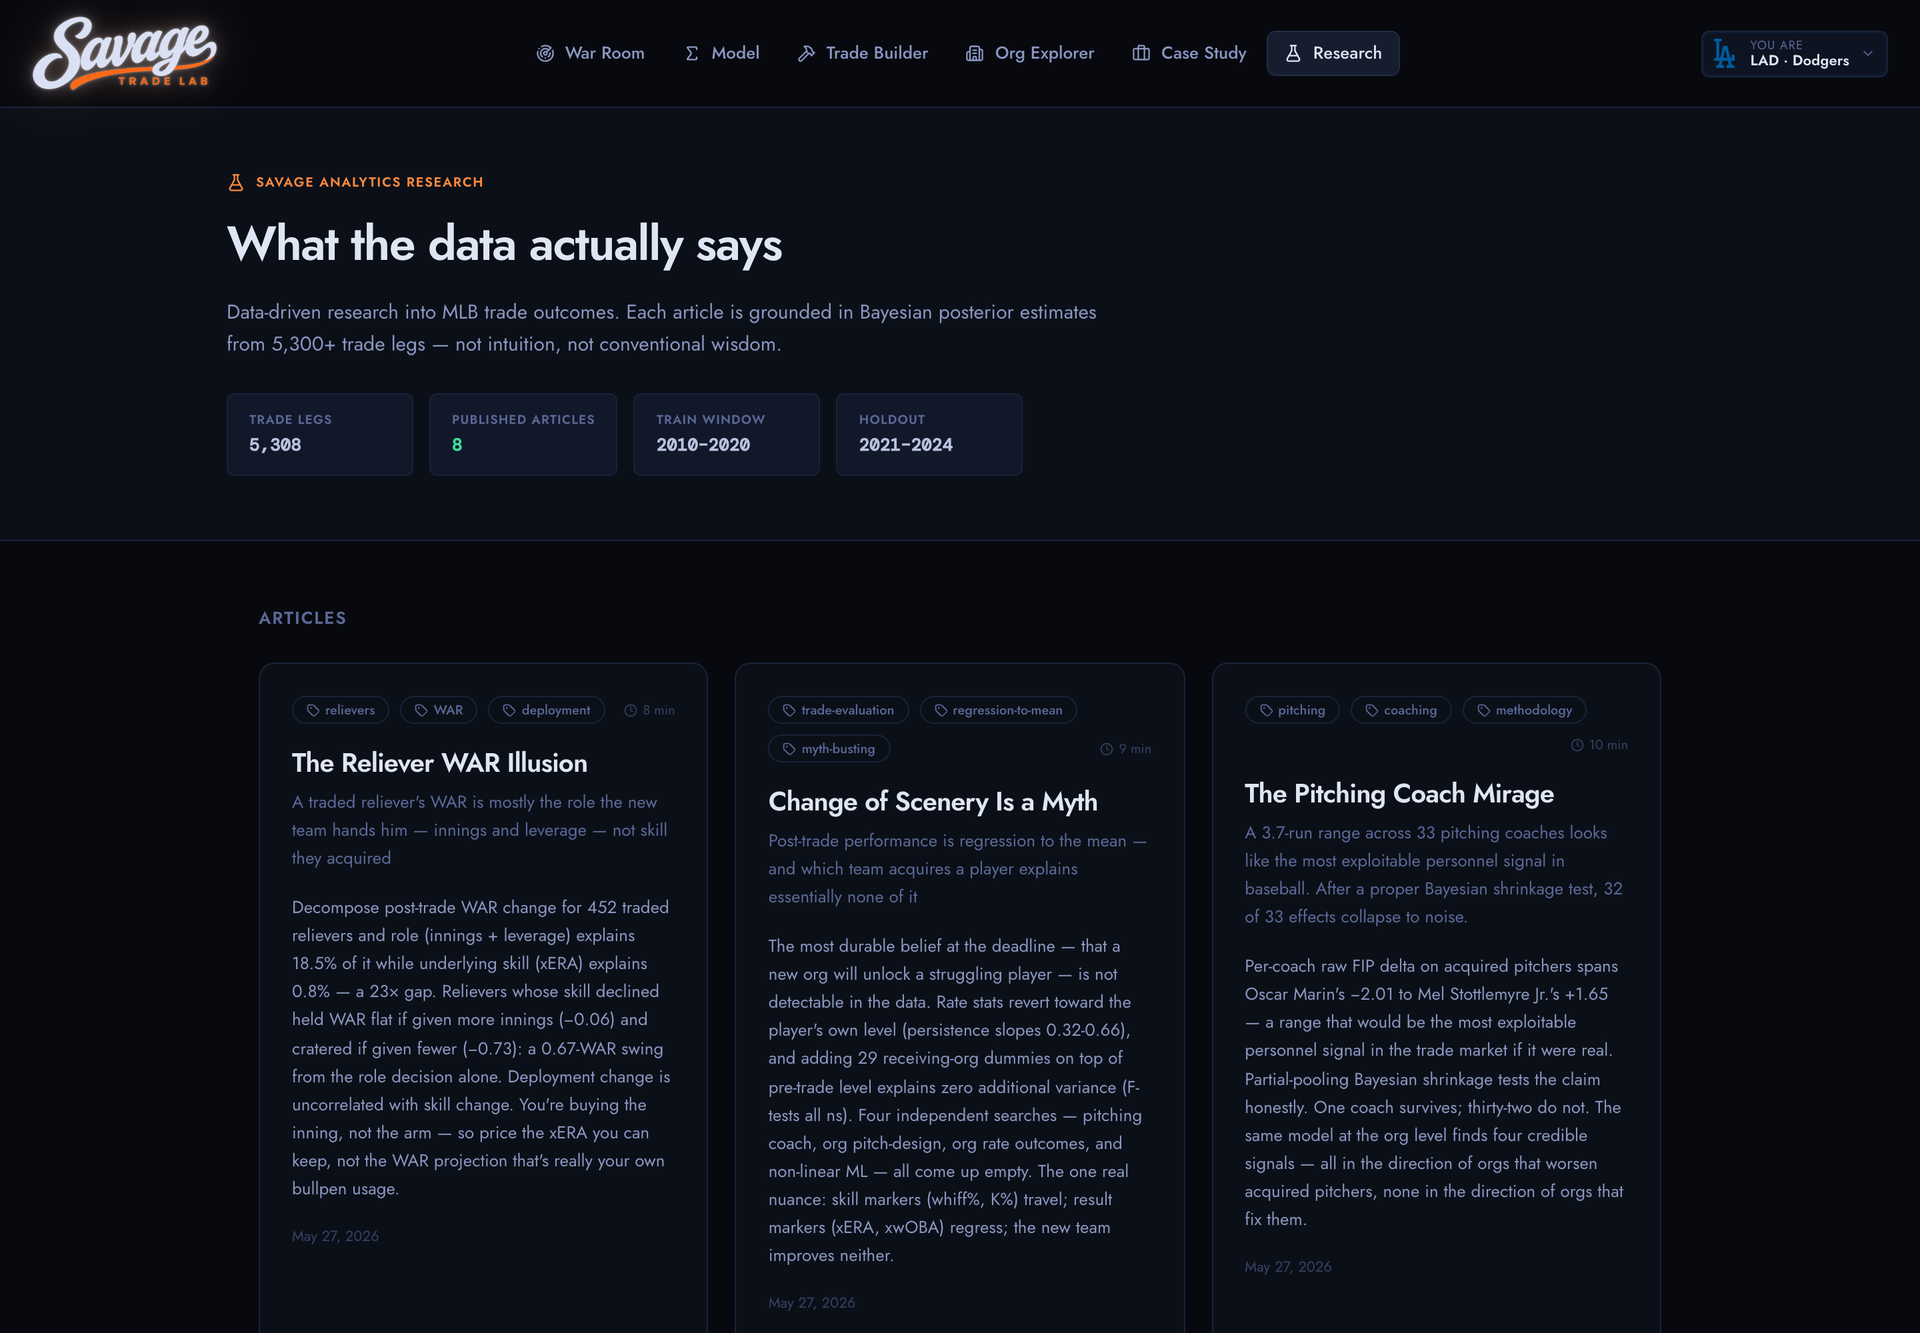 Savage
TRADE LAB
War Room
Model
Trade Builder
Org Explorer
Case Study
Research
YOU ARE
LAD · Dodgers
SAVAGE ANALYTICS RESEARCH
What the data actually says
Data-driven research into MLB trade outcomes. Each article is grounded in Bayesian posterior estimates
from 5,300+ trade legs — not intuition, not conventional wisdom.
TRADE LEGS
5,308
PUBLISHED ARTICLES
8
TRAIN WINDOW
2010–2020
HOLDOUT
2021–2024
ARTICLES
relievers
WAR
deployment
8 min
The Reliever WAR Illusion
A traded reliever's WAR is mostly the role the new
team hands him — innings and leverage — not skill
they acquired
Decompose post-trade WAR change for 452 traded
relievers and role (innings + leverage) explains
18.5% of it while underlying skill (xERA) explains
0.8% — a 23× gap. Relievers whose skill declined
held WAR flat if given more innings (−0.06) and
cratered if given fewer (−0.73): a 0.67-WAR swing
from the role decision alone. Deployment change is
uncorrelated with skill change. You're buying the
inning, not the arm — so price the xERA you can
keep, not the WAR projection that's really your own
bullpen usage.
May 27, 2026
trade-evaluation
regression-to-mean
myth-busting
9 min
Change of Scenery Is a Myth
Post-trade performance is regression to the mean —
and which team acquires a player explains
essentially none of it
The most durable belief at the deadline — that a
new org will unlock a struggling player — is not
detectable in the data. Rate stats revert toward the
player's own level (persistence slopes 0.32-0.66),
and adding 29 receiving-org dummies on top of
pre-trade level explains zero additional variance (F-
tests all ns). Four independent searches — pitching
coach, org pitch-design, org rate outcomes, and
non-linear ML — all come up empty. The one real
nuance: skill markers (whiff%, K%) travel; result
markers (xERA, xwOBA) regress; the new team
improves neither.
May 27, 2026
pitching
coaching
methodology
10 min
The Pitching Coach Mirage
A 3.7-run range across 33 pitching coaches looks
like the most exploitable personnel signal in
baseball. After a proper Bayesian shrinkage test, 32
of 33 effects collapse to noise.
Per-coach raw FIP delta on acquired pitchers spans
Oscar Marin's −2.01 to Mel Stottlemyre Jr.'s +1.65
— a range that would be the most exploitable
personnel signal in the trade market if it were real.
Partial-pooling Bayesian shrinkage tests the claim
honestly. One coach survives; thirty-two do not. The
same model at the org level finds four credible
signals — all in the direction of orgs that worsen
acquired pitchers, none in the direction of orgs that
fix them.
May 27, 2026